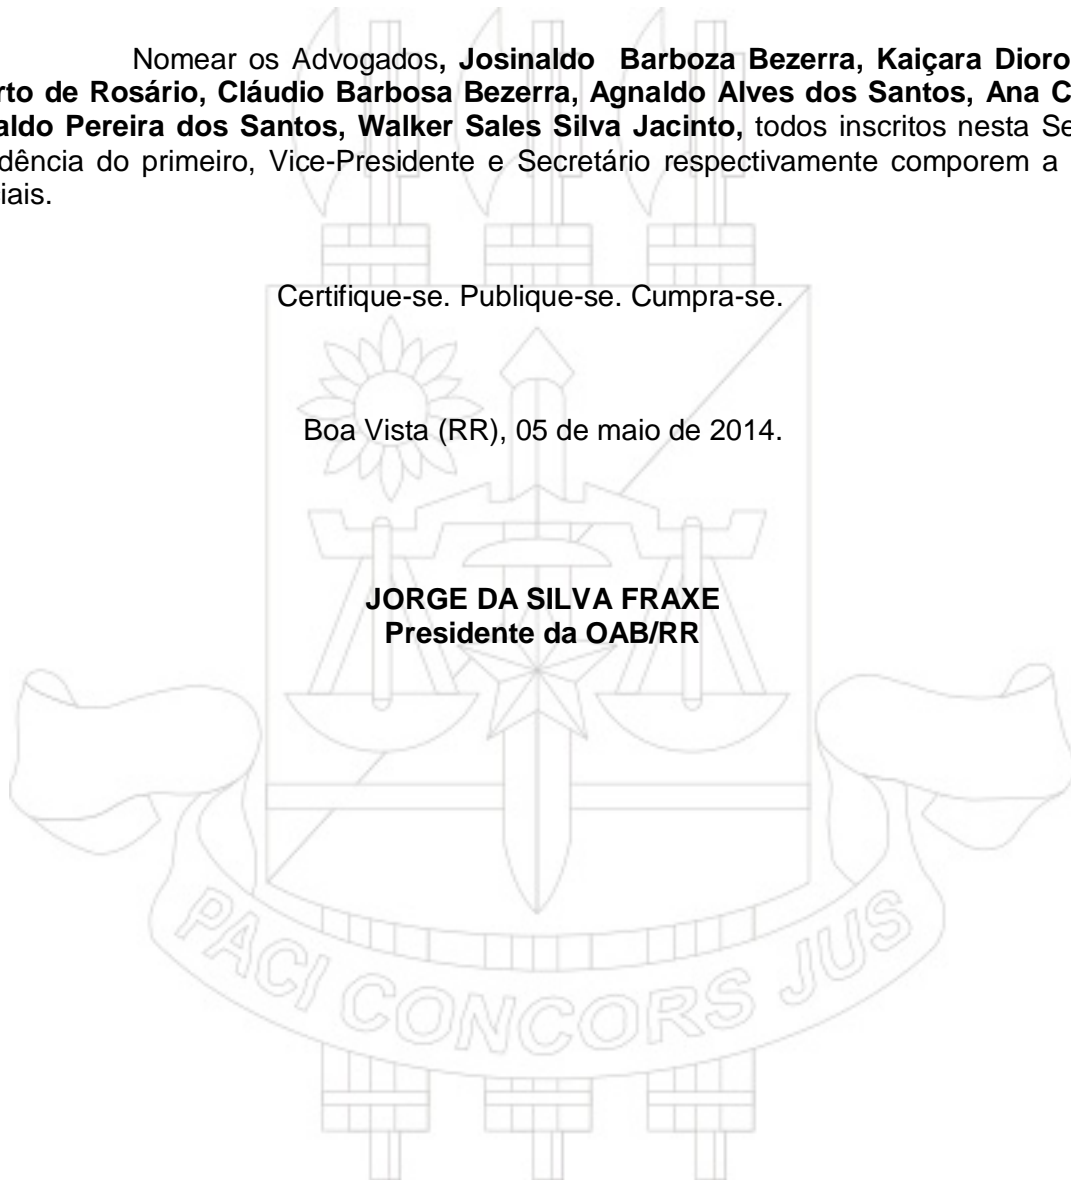 Nomear os Advogados, Josinaldo Barboza Bezerra, Kaiçara Dioro
rto de Rosário, Cláudio Barbosa Bezerra, Agnaldo Alves dos Santos, Ana C
aldo Pereira dos Santos, Walker Sales Silva Jacinto, todos inscritos nesta Se
dência do primeiro, Vice-Presidente e Secretário respectivamente comporem a
iais.
Certifique-se. Publique-se. Cumpra-se.
Boa Vista (RR), 05 de maio de 2014.
JORGE DA SILVA FRAXE
Presidente da OAB/RR
PACI CONCORS JUS